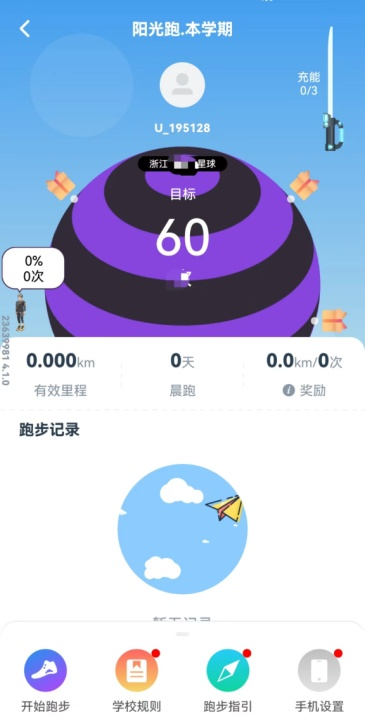 阳光跑.本学期
充能
0/3
U_195128
浙江 星球
目标
60
0%
0次
23639981 4.1.0
0.000km
0天
0.0km/0次
有效里程
晨跑
奖励
跑步记录
开始跑步
学校规则
跑步指引
手机设置